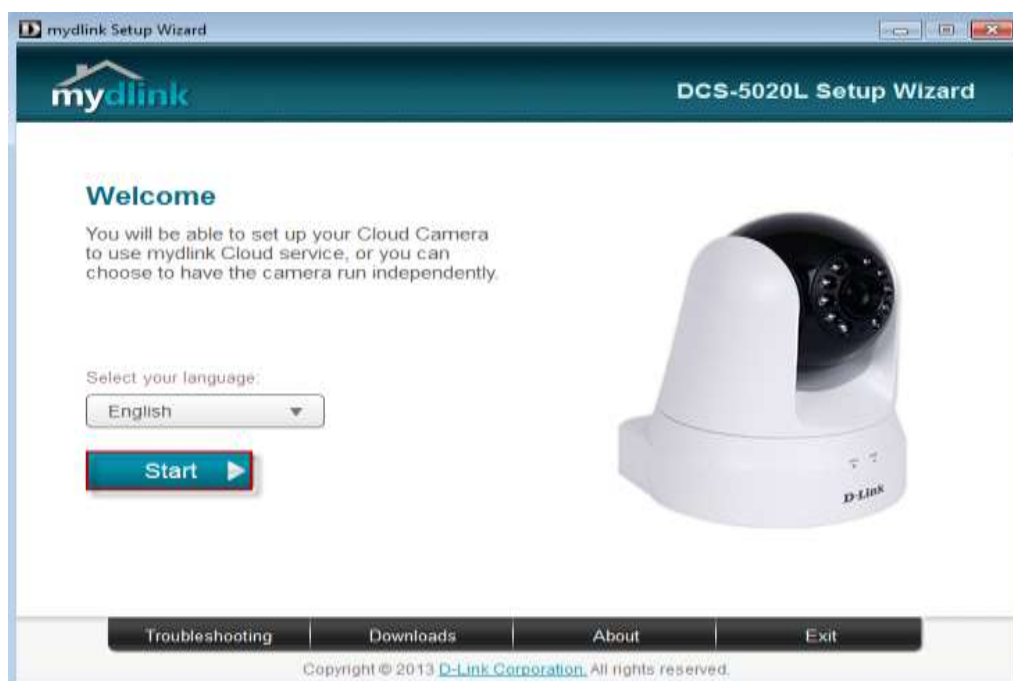 mydlink Setup Wizard
mydlink
DCS-5020L Setup Wizard
Welcome
You will be able to set up your Cloud Camera
to use mydlink Cloud service, or you can
choose to have the camera run independently.
Select your language:
English
Start
D-Link
Troubleshooting Downloads About Exit
Copyright © 2013 D-Link Corporation. All rights reserved.